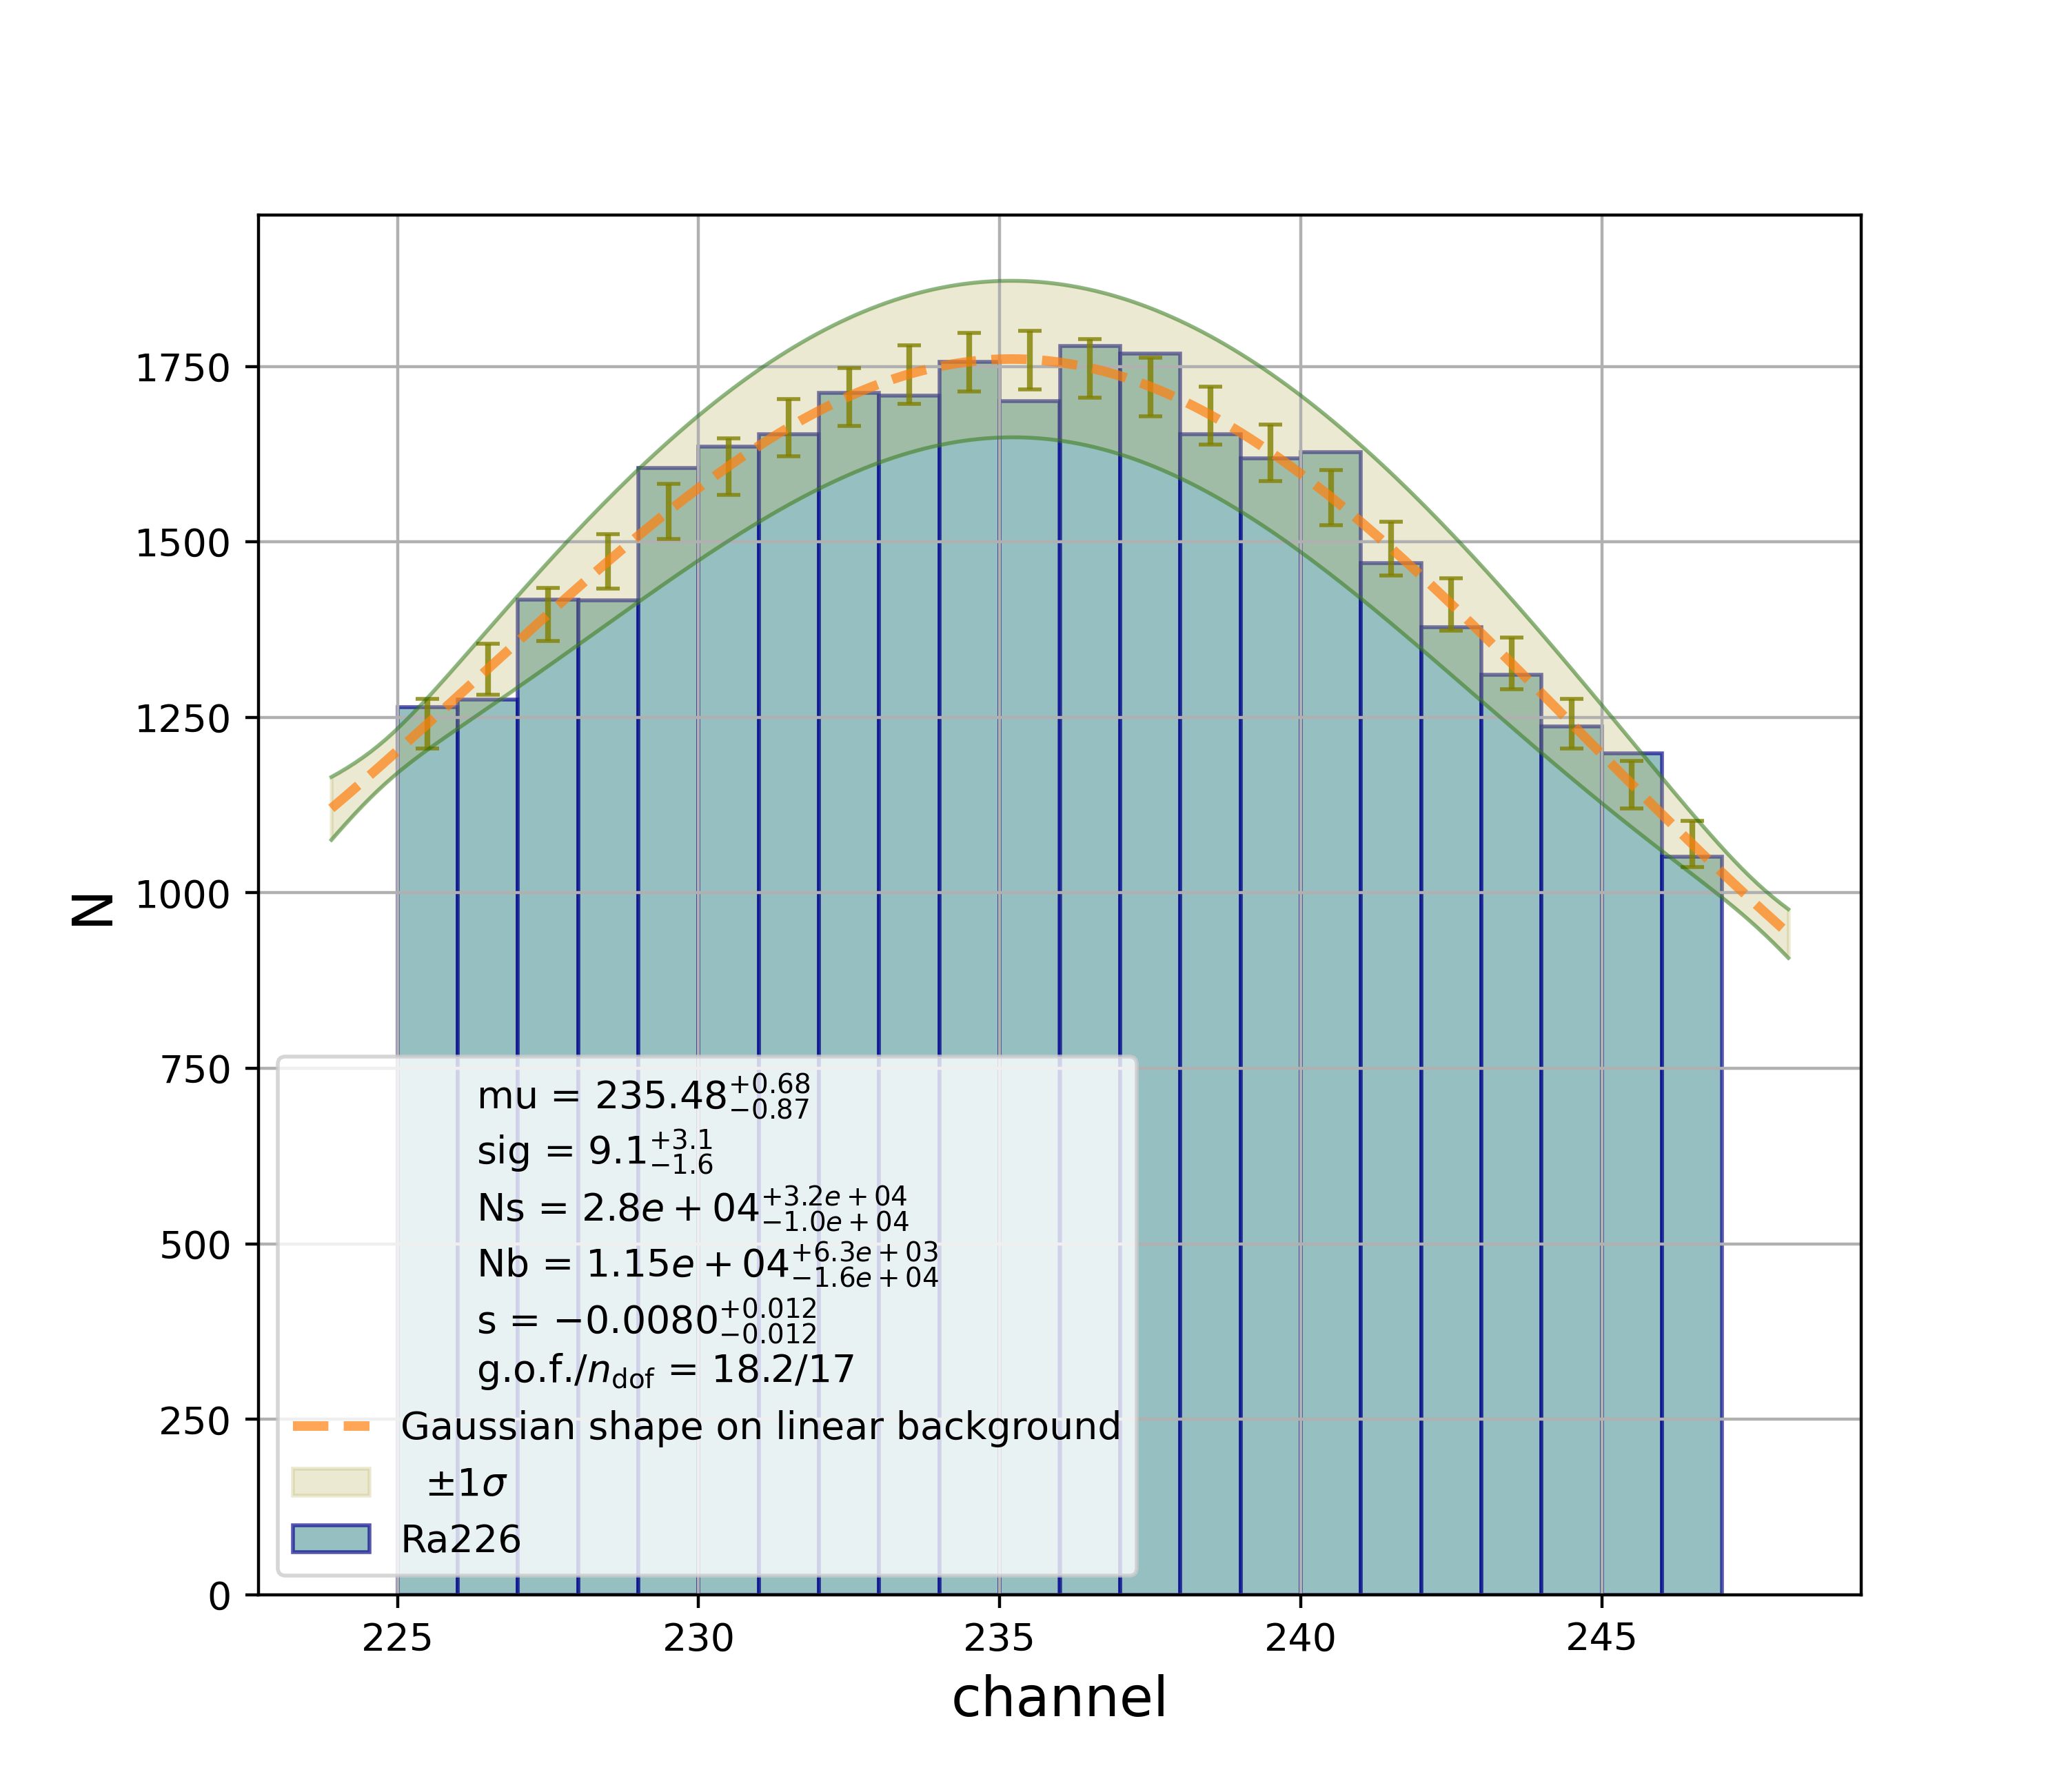 N
1750
1500
1250
1000
750
500
250
0
mu = 235.48 +0.68 −0.87
sig = 9.1 +3.1 −1.6
Ns = 2.8e + 04 +3.2e + 04 −1.0e + 04
Nb = 1.15e + 04 +6.3e + 03 −1.6e + 04
s = −0.0080 +0.012 −0.012
g.o.f./n_dof = 18.2/17
Gaussian shape on linear background
±1σ
Ra226
225 230 235 240 245
channel